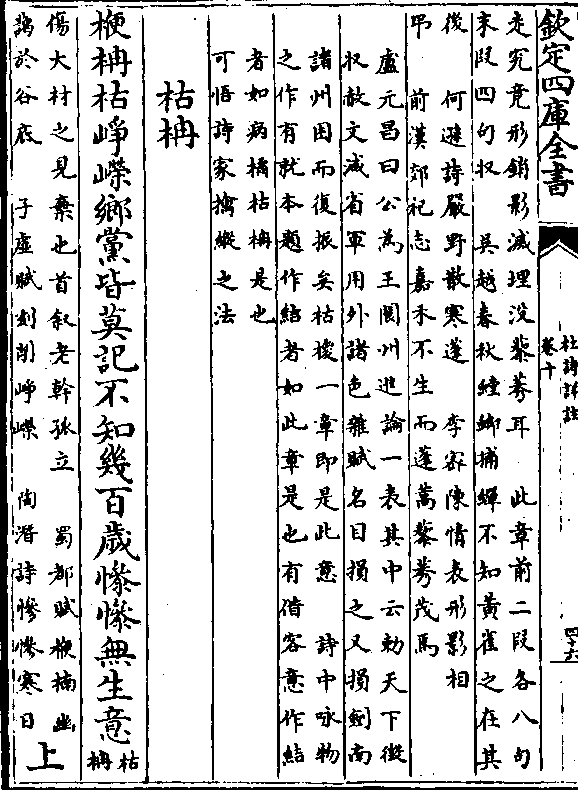 欽定四庫全書
杜詩詳註
卷十
四十六
走究竟形銷影滅埋没藜莠耳　此章前二段各八句
末段四句收　吳越春秋螳螂捕蟬不知黄雀之在其
後　何遜詩嚴野散寒蓬　李密陳情表形影相
弔　前漢郊祀志嘉禾不生而蓬蒿藜莠茂焉
盧元昌曰公為王閬州進論一表其中云勅天下徵
收赦文減省軍用外諸色雜賦名目損之又損劍南
諸州困而復振矣枯椶一章即是此意　詩中咏物
之作有就本題作結者如此章是也有借客意作結
者如病橘枯柟是也
可悟詩家擒縱之法
枯柟
楩柟枯崢嶸鄉黨皆莫記不知幾百歲慘慘無生意枯柟
傷大材之見棄也首叙老幹孤立　蜀都賦楩楠幽
藹於谷底　子虛賦刻削崢嶸　陶潛詩慘慘寒日
上